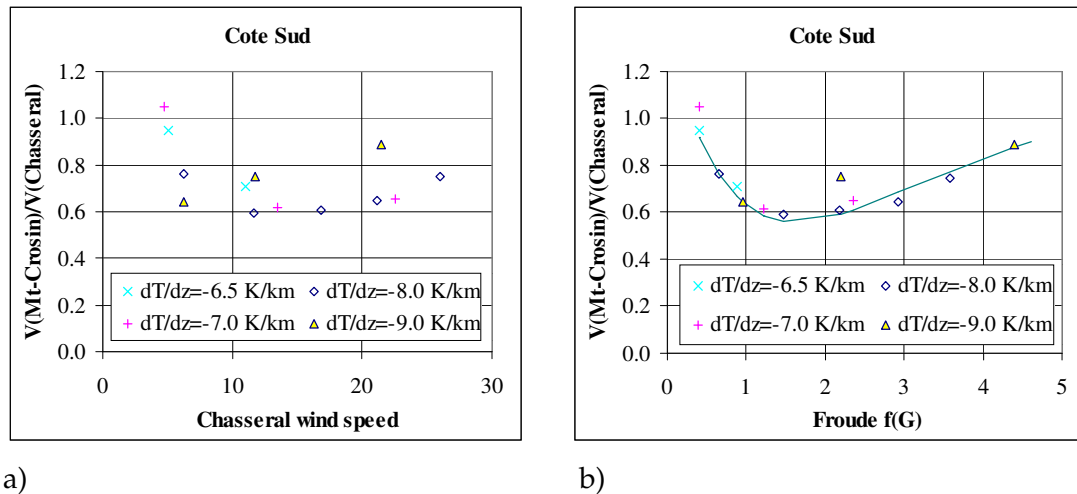 Cote Sud
V(Mt-Crosin)/V(Chasseral)
1.2
1.0
0.8
0.6
0.4
0.2
0.0
dT/dz=-6.5 K/km
dT/dz=-8.0 K/km
dT/dz=-7.0 K/km
dT/dz=-9.0 K/km
0
10
20
30
Chasseral wind speed
a)
Cote Sud
V(Mt-Crosin)/V(Chasseral)
1.2
1.0
0.8
0.6
0.4
0.2
0.0
dT/dz=-6.5 K/km
dT/dz=-8.0 K/km
dT/dz=-7.0 K/km
dT/dz=-9.0 K/km
0
1
2
3
4
5
Froude f(G)
b)